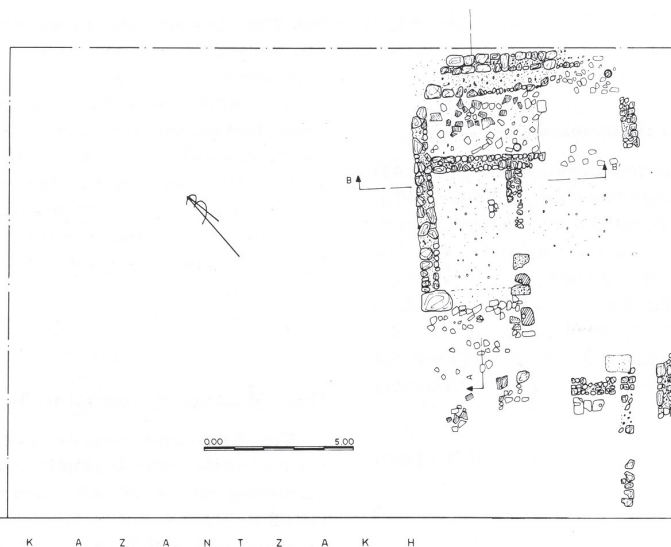 Β Β'
Β
Α
0.00 5.00
Κ Α Ζ Α Ν Τ Ζ Α Κ Η